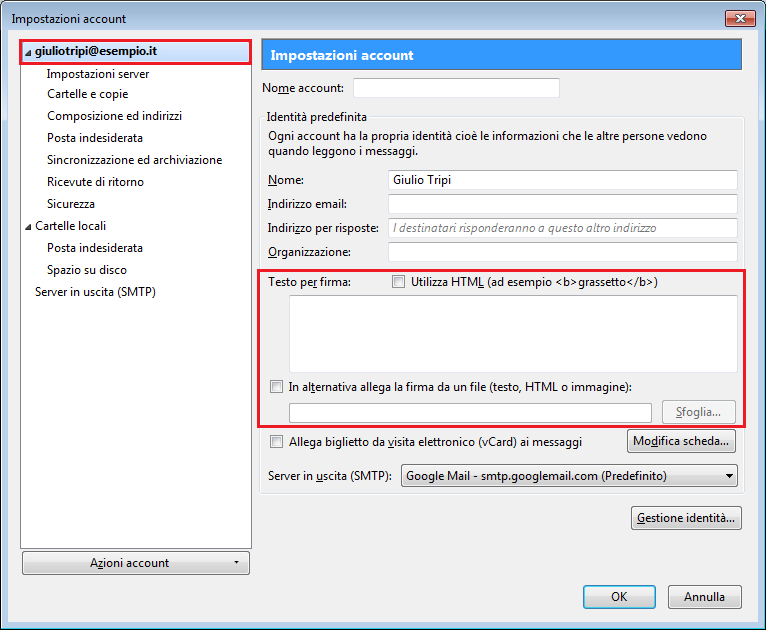 Impostazioni account
giuliotripi@esempio.it
Impostazioni server
Cartelle e copie
Composizione ed indirizzi
Posta indesiderata
Sincronizzazione ed archiviazione
Ricevute di ritorno
Sicurezza
Cartelle locali
Posta indesiderata
Spazio su disco
Server in uscita (SMTP)
Azioni account
Impostazioni account
Nome account:
Identità predefinita
Ogni account ha la propria identità cioè le informazioni che le altre persone vedono
quando leggono i messaggi.
Nome: Giulio Tripi
Indirizzo email:
Indirizzo per risposte: I destinatari risponderanno a questo altro indirizzo
Organizzazione:
Testo per firma: Utilizza HTML (ad esempio <b>grassetto</b>)
In alternativa allega la firma da un file (testo, HTML o immagine):
Sfoglia...
Allega biglietto da visita elettronico (vCard) ai messaggi Modifica scheda...
Server in uscita (SMTP): Google Mail - smtp.googlemail.com (Predefinito)
Gestione identità...
OK Annulla